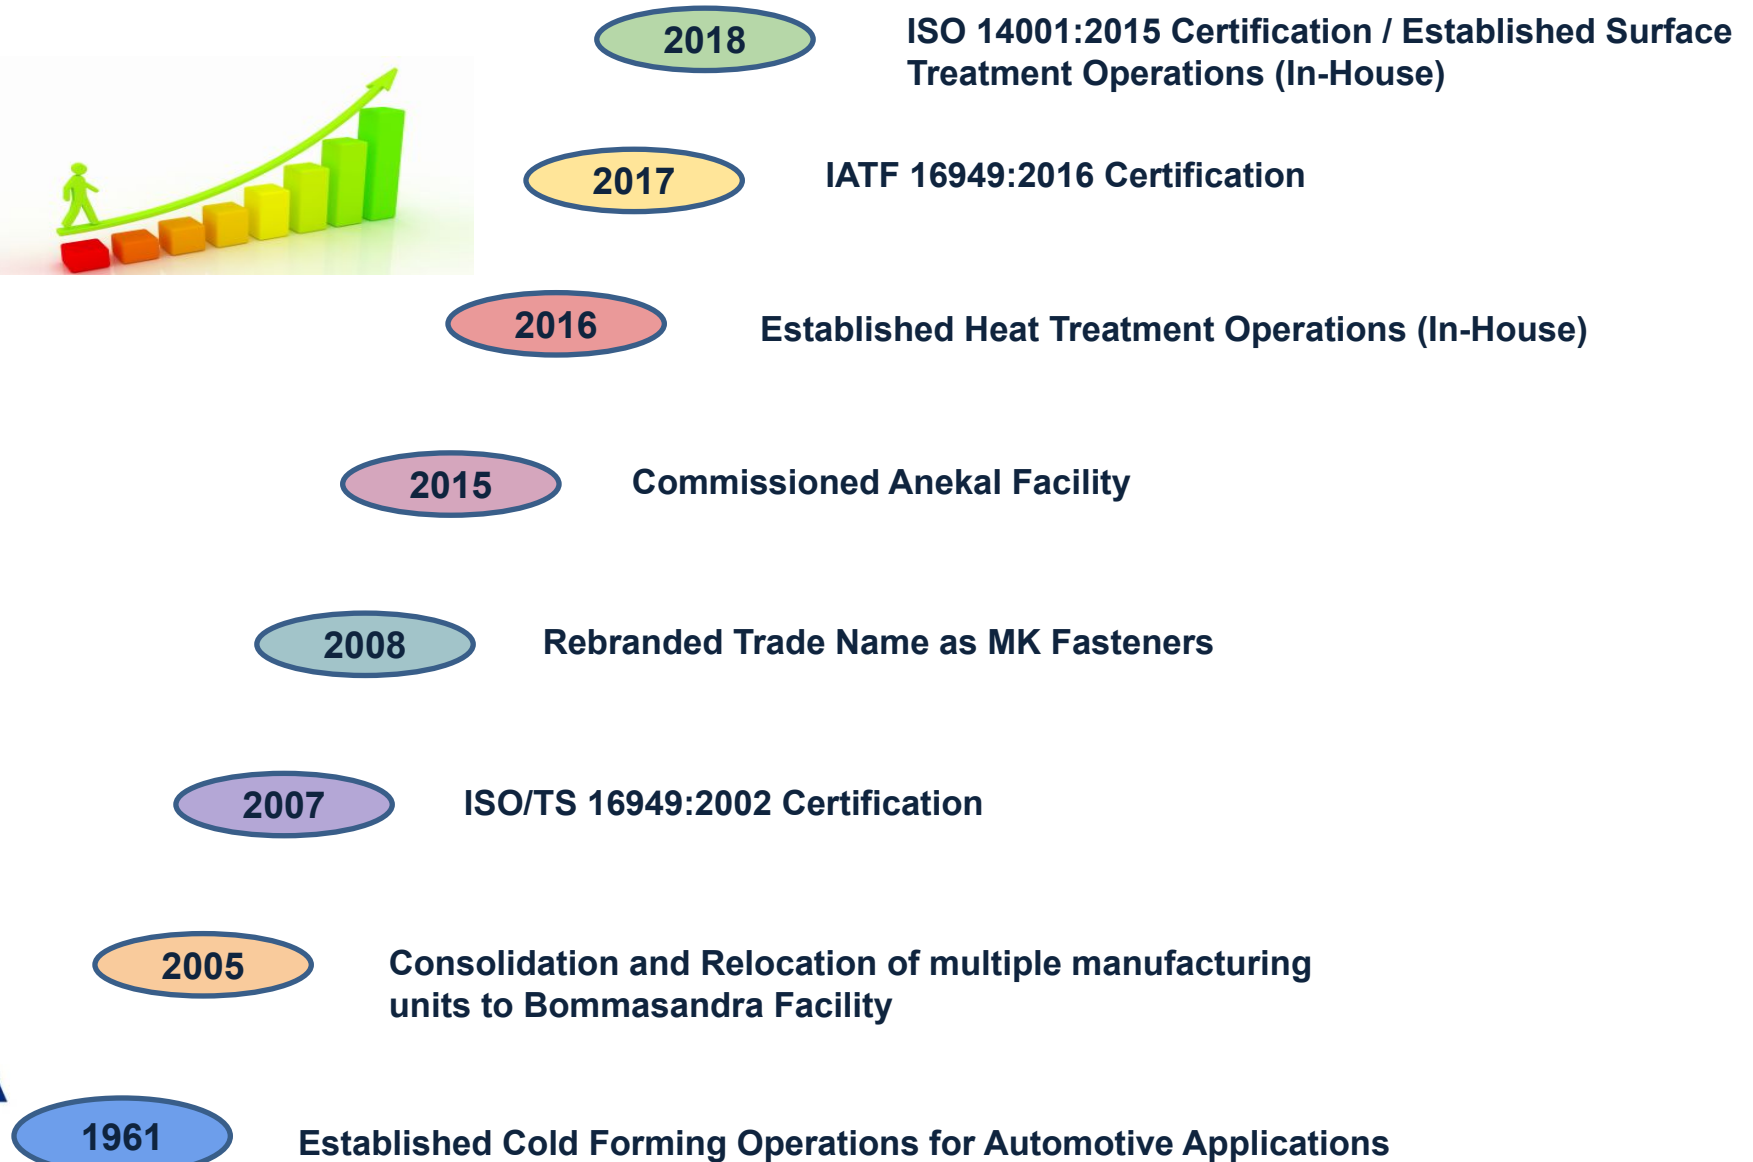 2018
ISO 14001:2015 Certification / Established Surface
Treatment Operations (In-House)
2017
IATF 16949:2016 Certification
2016
Established Heat Treatment Operations (In-House)
2015
Commissioned Anekal Facility
2008
Rebranded Trade Name as MK Fasteners
2007
ISO/TS 16949:2002 Certification
2005
Consolidation and Relocation of multiple manufacturing
units to Bommasandra Facility
1961
Established Cold Forming Operations for Automotive Applications